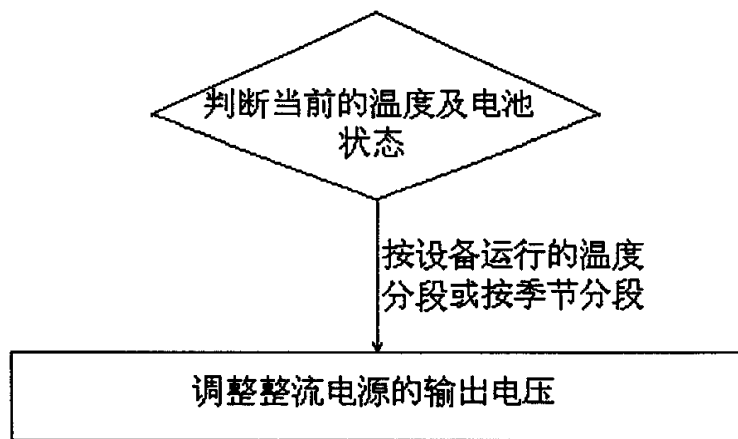 判断当前的温度及电池
状态
按设备运行的温度
分段或按季节分段
调整整流电源的输出电压